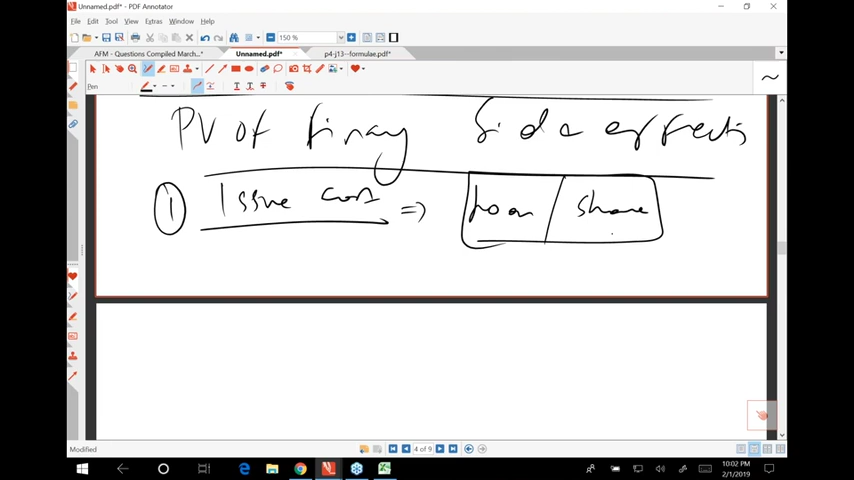 Unnamed.pdf* - PDF Annotator
File Edit Document View Tool Extras Window Help
150 %
AFM - Questions Compiled March...* Unnamed.pdf* p4-j13--formulae.pdf*
Pen
PV of Finacy Side effects
① Issue cost ⇒ Loan / share
4 of 9
Modified
10:02 PM
2/1/2019